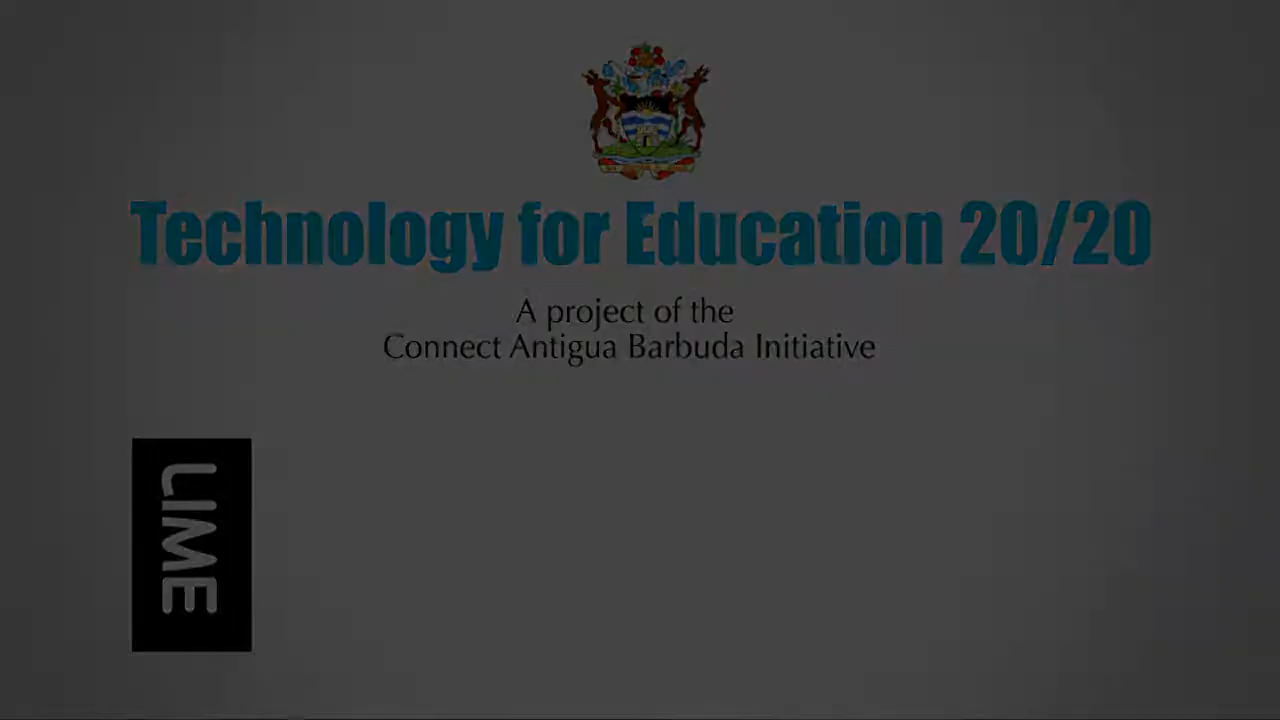 Technology for Education 20/20
A project of the
Connect Antigua Barbuda Initiative
LIME